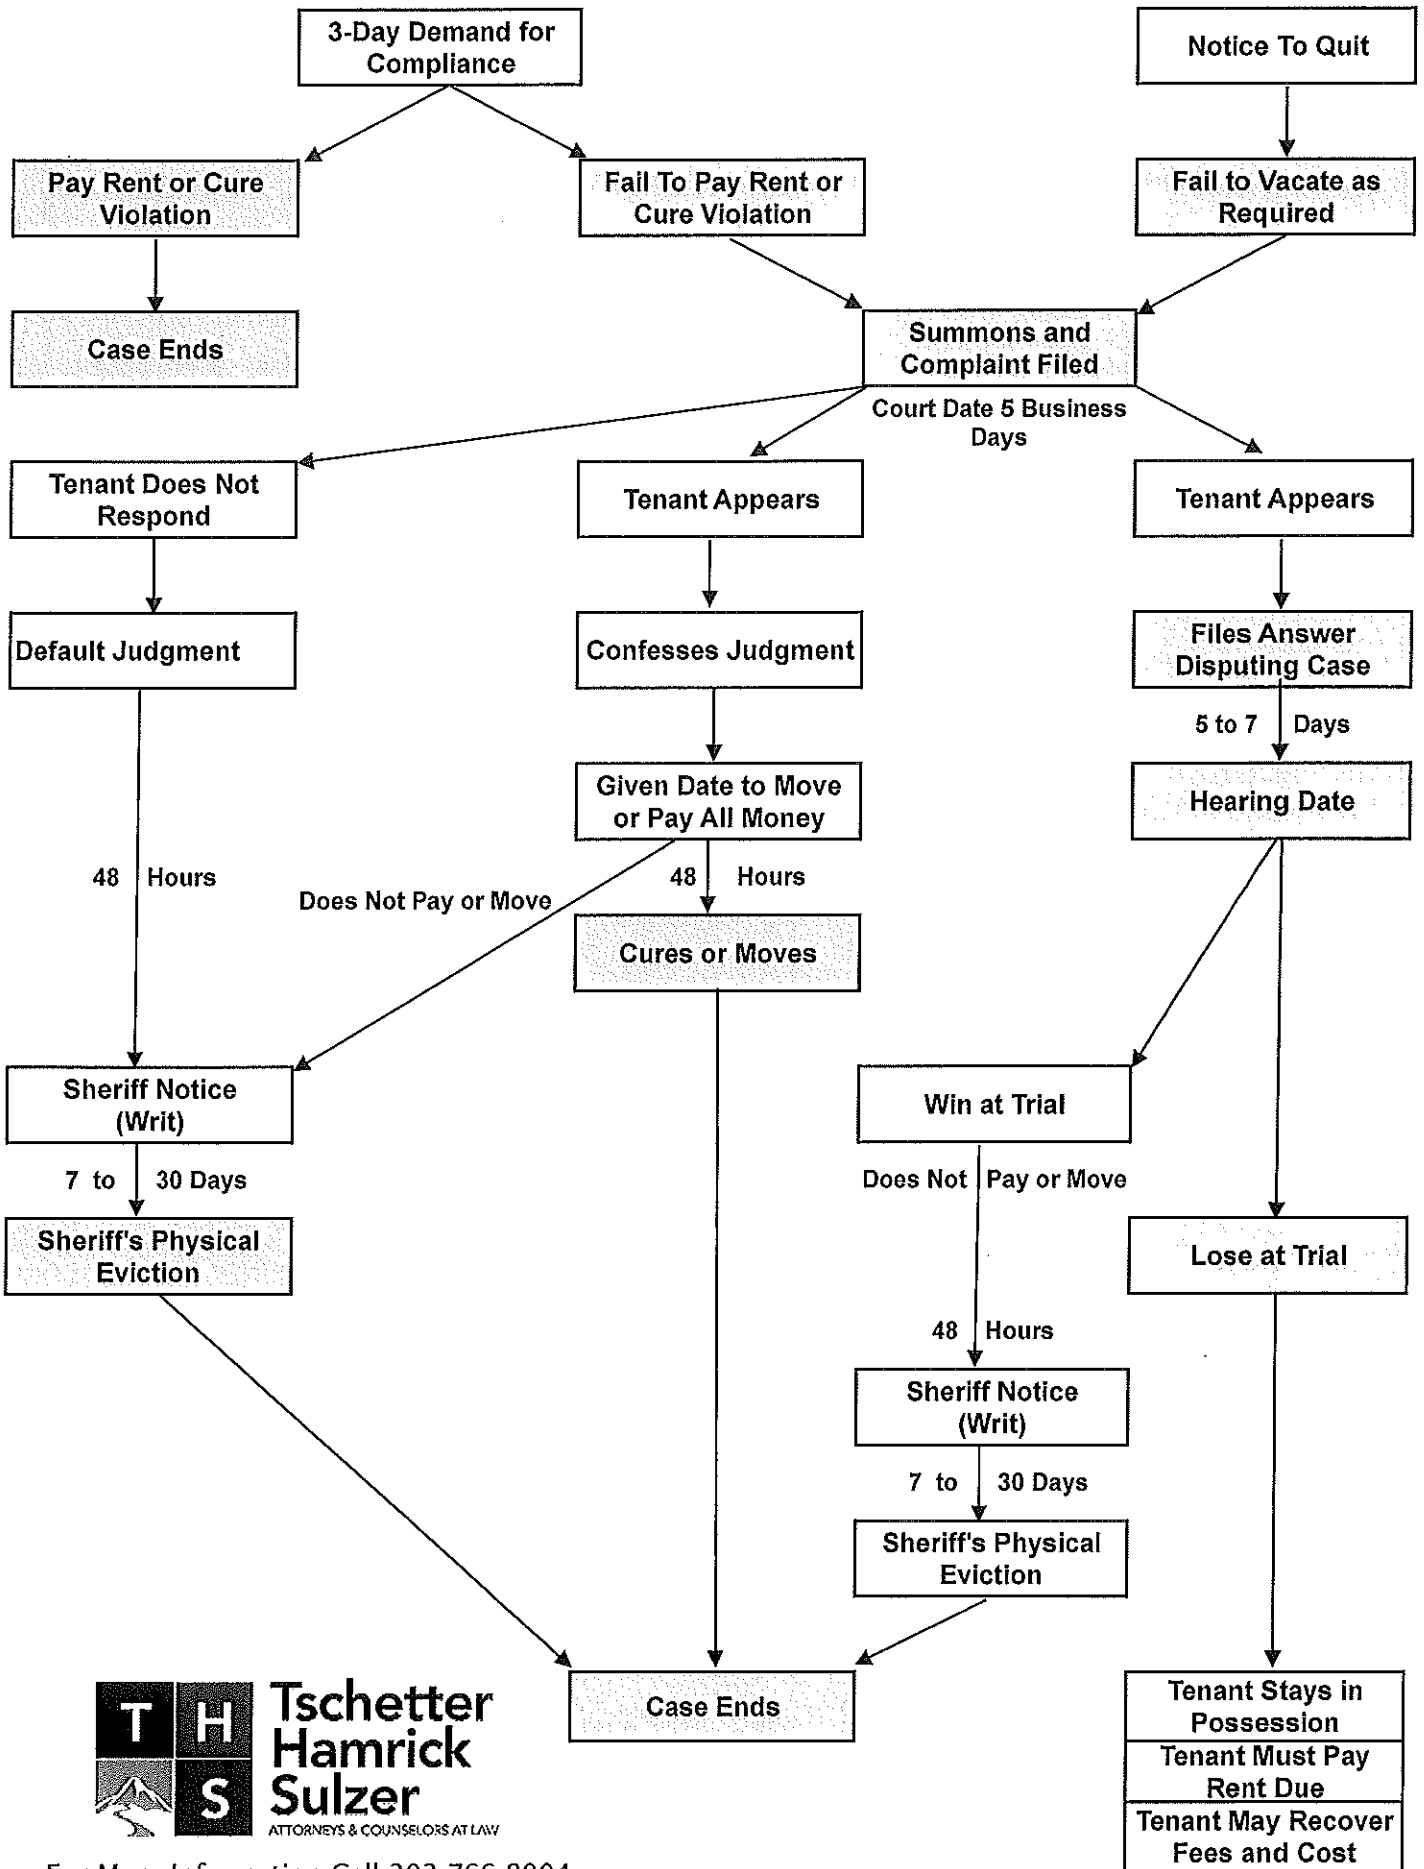 3-Day Demand for
Compliance
Notice To Quit
Pay Rent or Cure
Violation
Fail To Pay Rent or
Cure Violation
Fail to Vacate as
Required
Case Ends
Summons and
Complaint Filed
Court Date 5 Business
Days
Tenant Does Not
Respond
Tenant Appears
Tenant Appears
Default Judgment
Confesses Judgment
Files Answer
Disputing Case
5 to 7 Days
Given Date to Move
or Pay All Money
Hearing Date
48 Hours
Does Not Pay or Move
48 Hours
Cures or Moves
Sheriff Notice
(Writ)
Win at Trial
7 to 30 Days
Does Not Pay or Move
Sheriff's Physical
Eviction
Lose at Trial
48 Hours
Sheriff Notice
(Writ)
7 to 30 Days
Sheriff's Physical
Eviction
Case Ends
Tenant Stays in
Possession
Tenant Must Pay
Rent Due
Tenant May Recover
Fees and Cost
T H
S
Tschetter
Hamrick
Sulzer
ATTORNEYS & COUNSELORS AT LAW